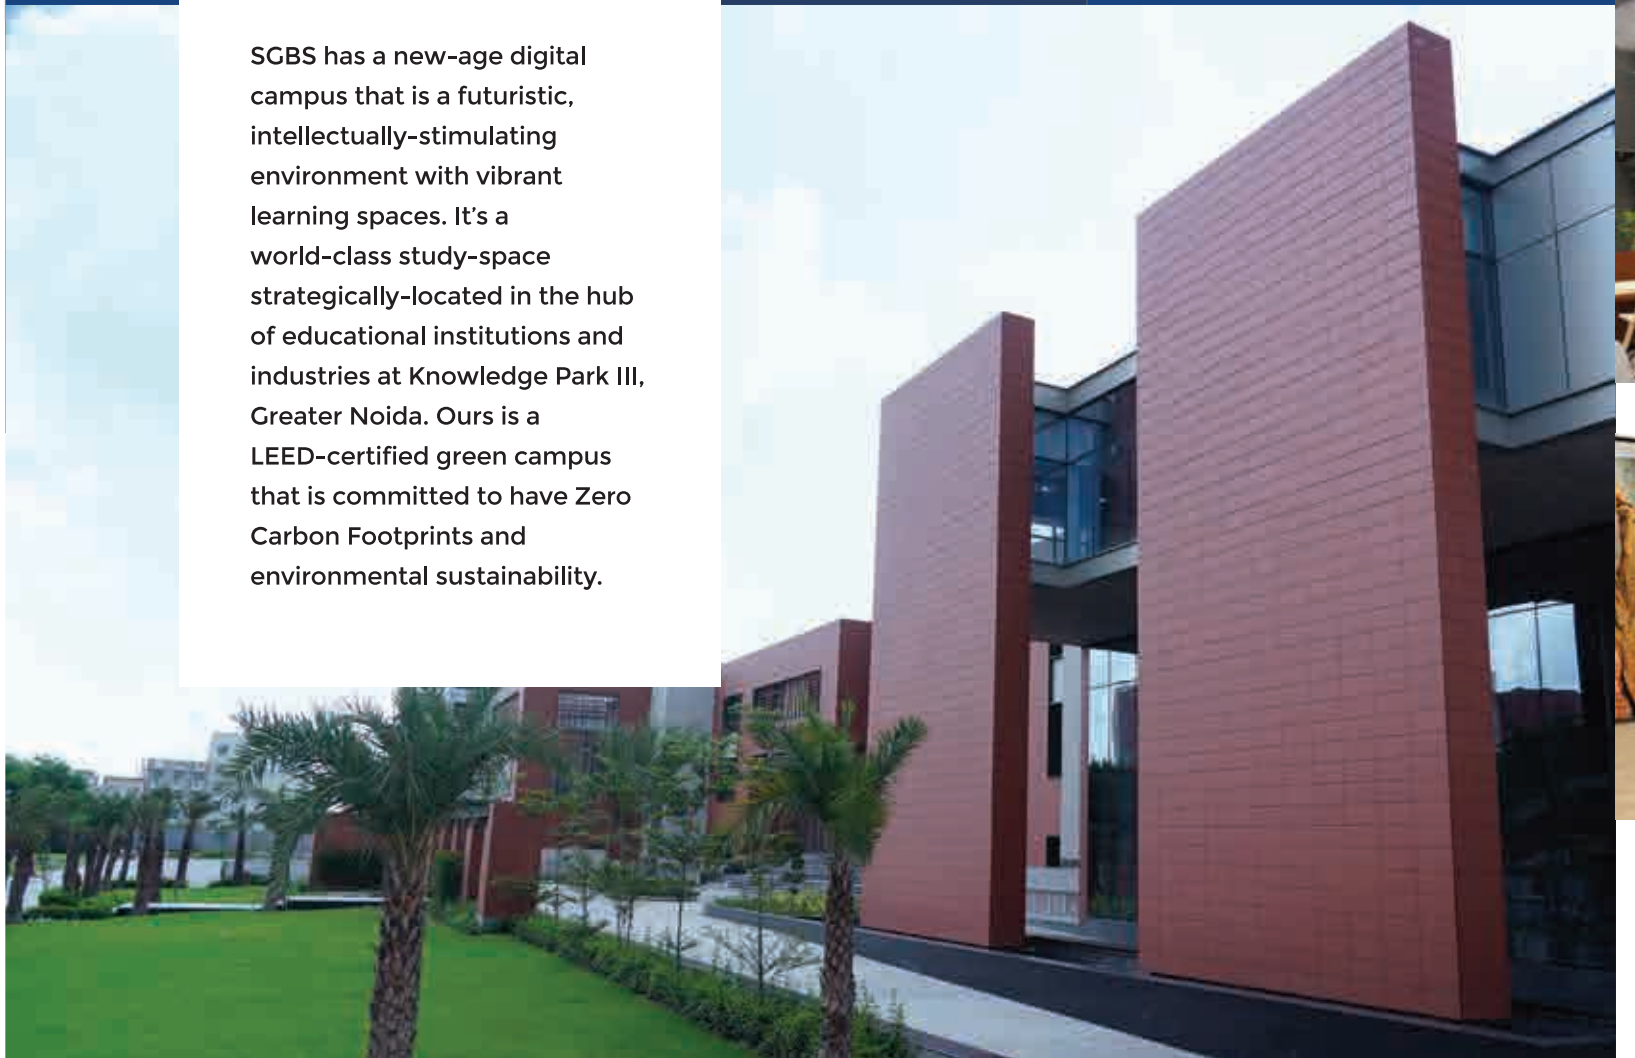 SGBS has a new-age digital
campus that is a futuristic,
intellectually-stimulating
environment with vibrant
learning spaces. It’s a
world-class study-space
strategically-located in the hub
of educational institutions and
industries at Knowledge Park III,
Greater Noida. Ours is a
LEED-certified green campus
that is committed to have Zero
Carbon Footprints and
environmental sustainability.